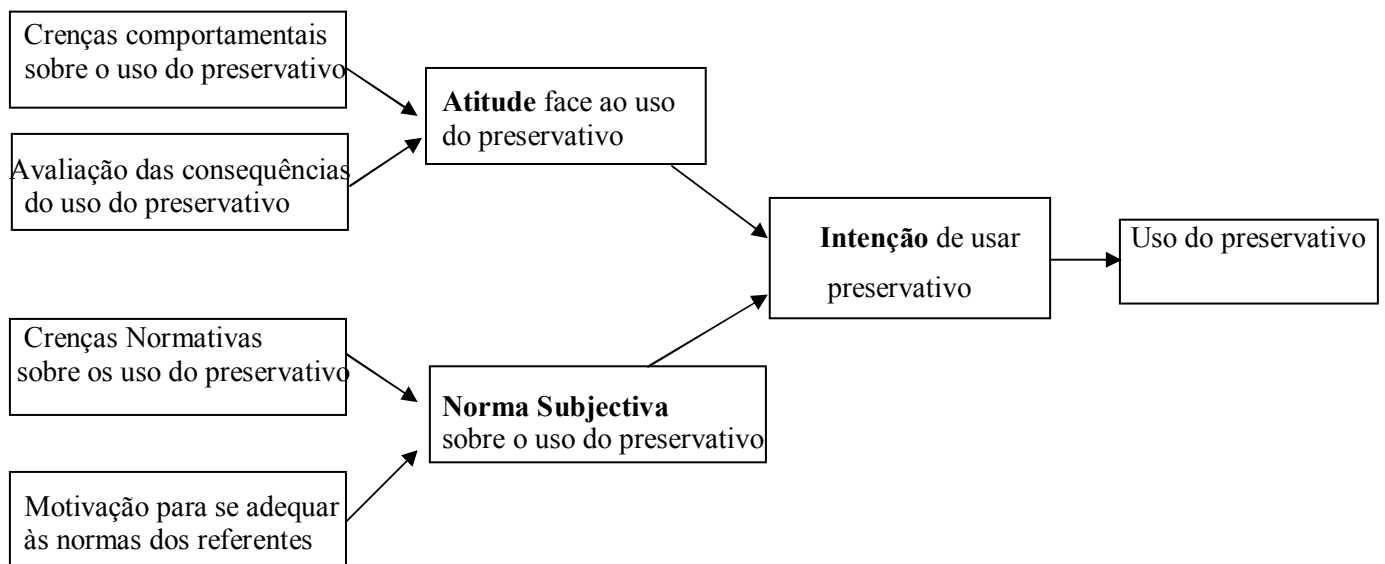 Crenças comportamentais
sobre o uso do preservativo
Avaliação das consequências
do uso do preservativo
Atitude face ao uso
do preservativo
Crenças Normativas
sobre os uso do preservativo
Motivação para se adequar
às normas dos referentes
Norma Subjectiva
sobre o uso do preservativo
Intenção de usar
preservativo
Uso do preservativo